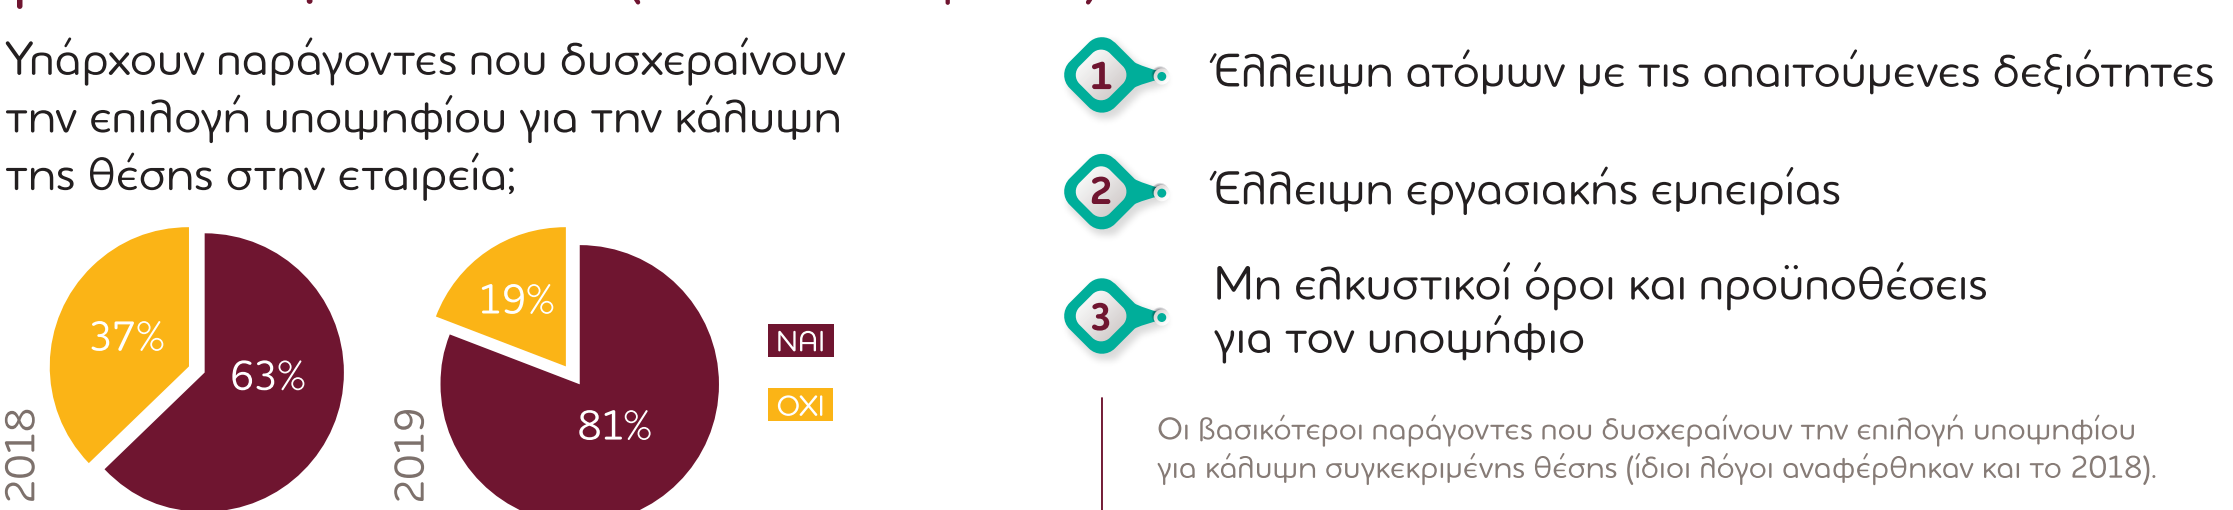 Υπάρχουν παράγοντες που δυσχεραίνουν
την επιλογή υποψηφίου για την κάλυψη
της θέσης στην εταιρεία;
37%
63%
2018
19%
81%
2019
ΝΑΙ
ΟΧΙ
1
Έλλειψη ατόμων με τις απαιτούμενες δεξιότητες
2
Έλλειψη εργασιακής εμπειρίας
3
Μη ελκυστικοί όροι και προϋποθέσεις
για τον υποψήφιο
Οι βασικότεροι παράγοντες που δυσχεραίνουν την επιλογή υποψηφίου
για κάλυψη συγκεκριμένης θέσης (ίδιοι λόγοι αναφέρθηκαν και το 2018).